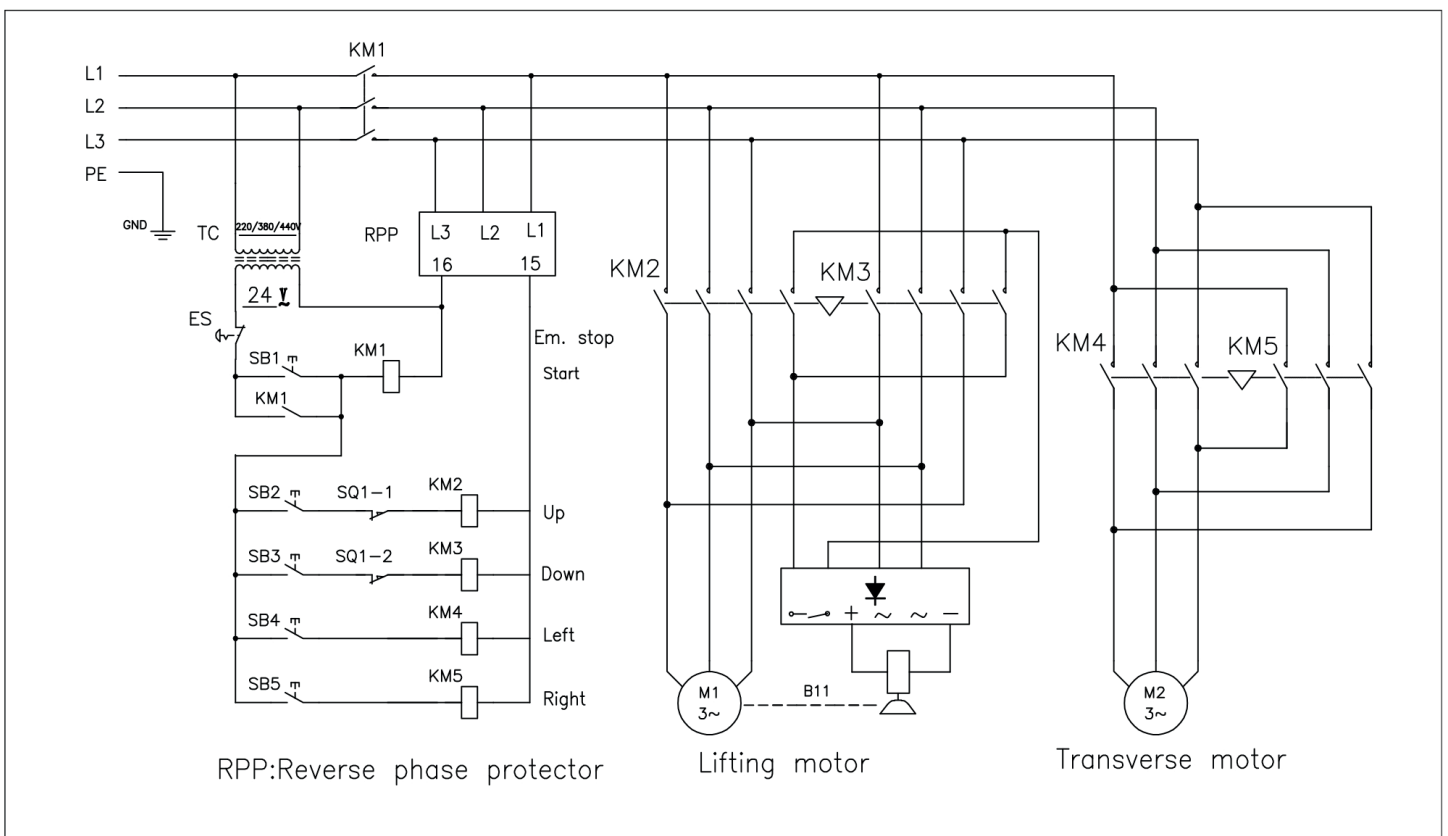 KM1
L1
L2
L3
PE
GND
TC
220/380/440V
RPP
L3 L2 L1
16 15
24 V
~
ES
Em. stop
SB1
KM1
Start
KM1
SB2 SQ1-1 KM2
Up
SB3 SQ1-2 KM3
Down
SB4 KM4
Left
SB5 KM5
Right
RPP:Reverse phase protector
KM2 KM3
+ ~ ~ —
M1
3~
B11
Lifting motor
KM4 KM5
M2
3~
Transverse motor